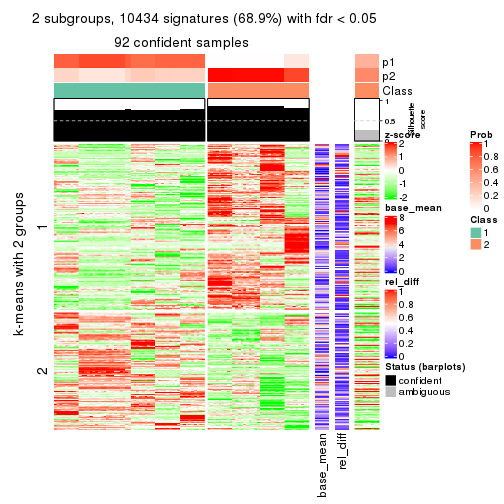 2 subgroups, 10434 signatures (68.9%) with fdr < 0.05
92 confident samples
p1
p2
Class
1
0.5
0
Silhouette
score
k-means with 2 groups
1
2
base_mean
rel_diff
z-score
2
1
0
-1
-2
base_mean
8
6
4
2
0
rel_diff
1
0.8
0.6
0.4
0.2
0
Status (barplots)
confident
ambiguous
Prob
1
0.8
0.6
0.4
0.2
0
Class
1
2